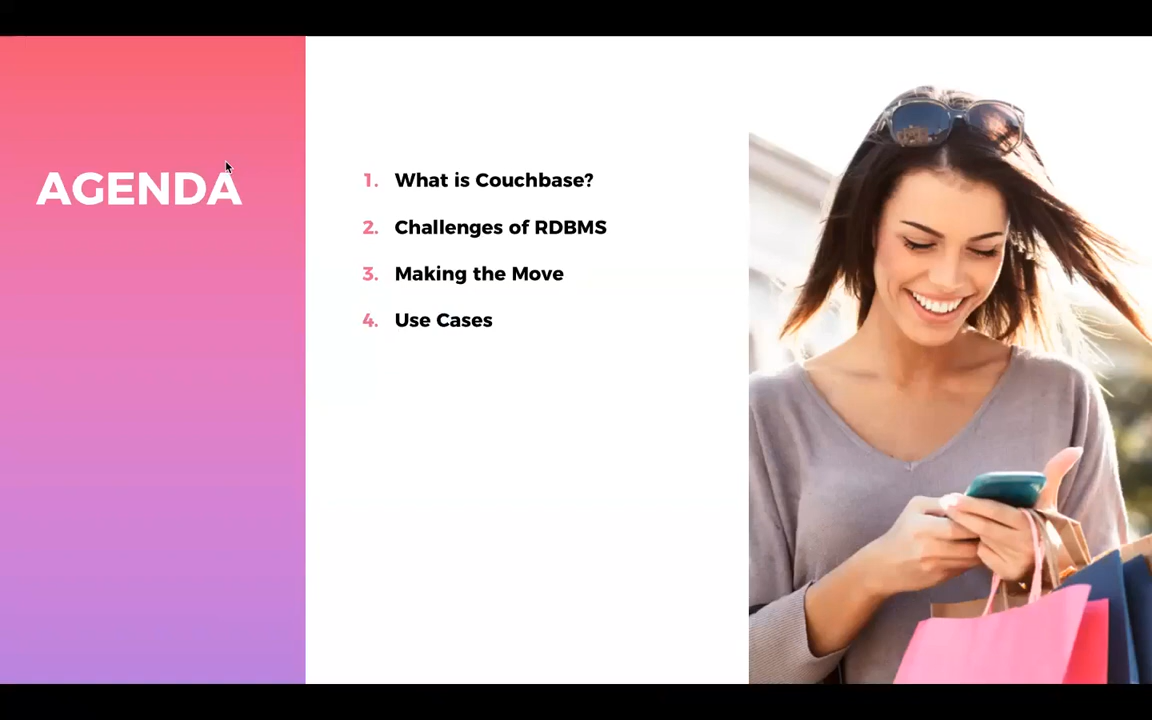 AGENDA
1. What is Couchbase?
2. Challenges of RDBMS
3. Making the Move
4. Use Cases